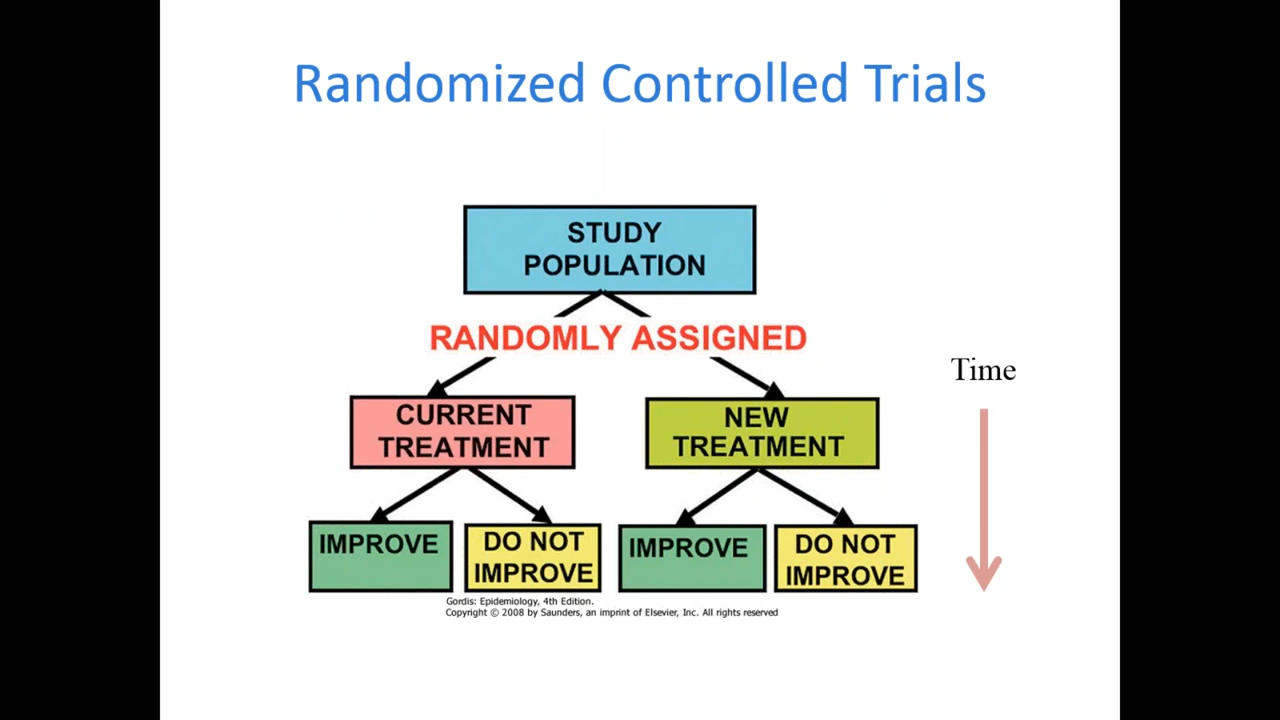 Randomized Controlled Trials
STUDY
POPULATION
RANDOMLY ASSIGNED
Time
CURRENT
TREATMENT
NEW
TREATMENT
IMPROVE
DO NOT
IMPROVE
IMPROVE
DO NOT
IMPROVE
Gordis: Epidemiology, 4th Edition.
Copyright © 2008 by Saunders, an imprint of Elsevier, Inc. All rights reserved